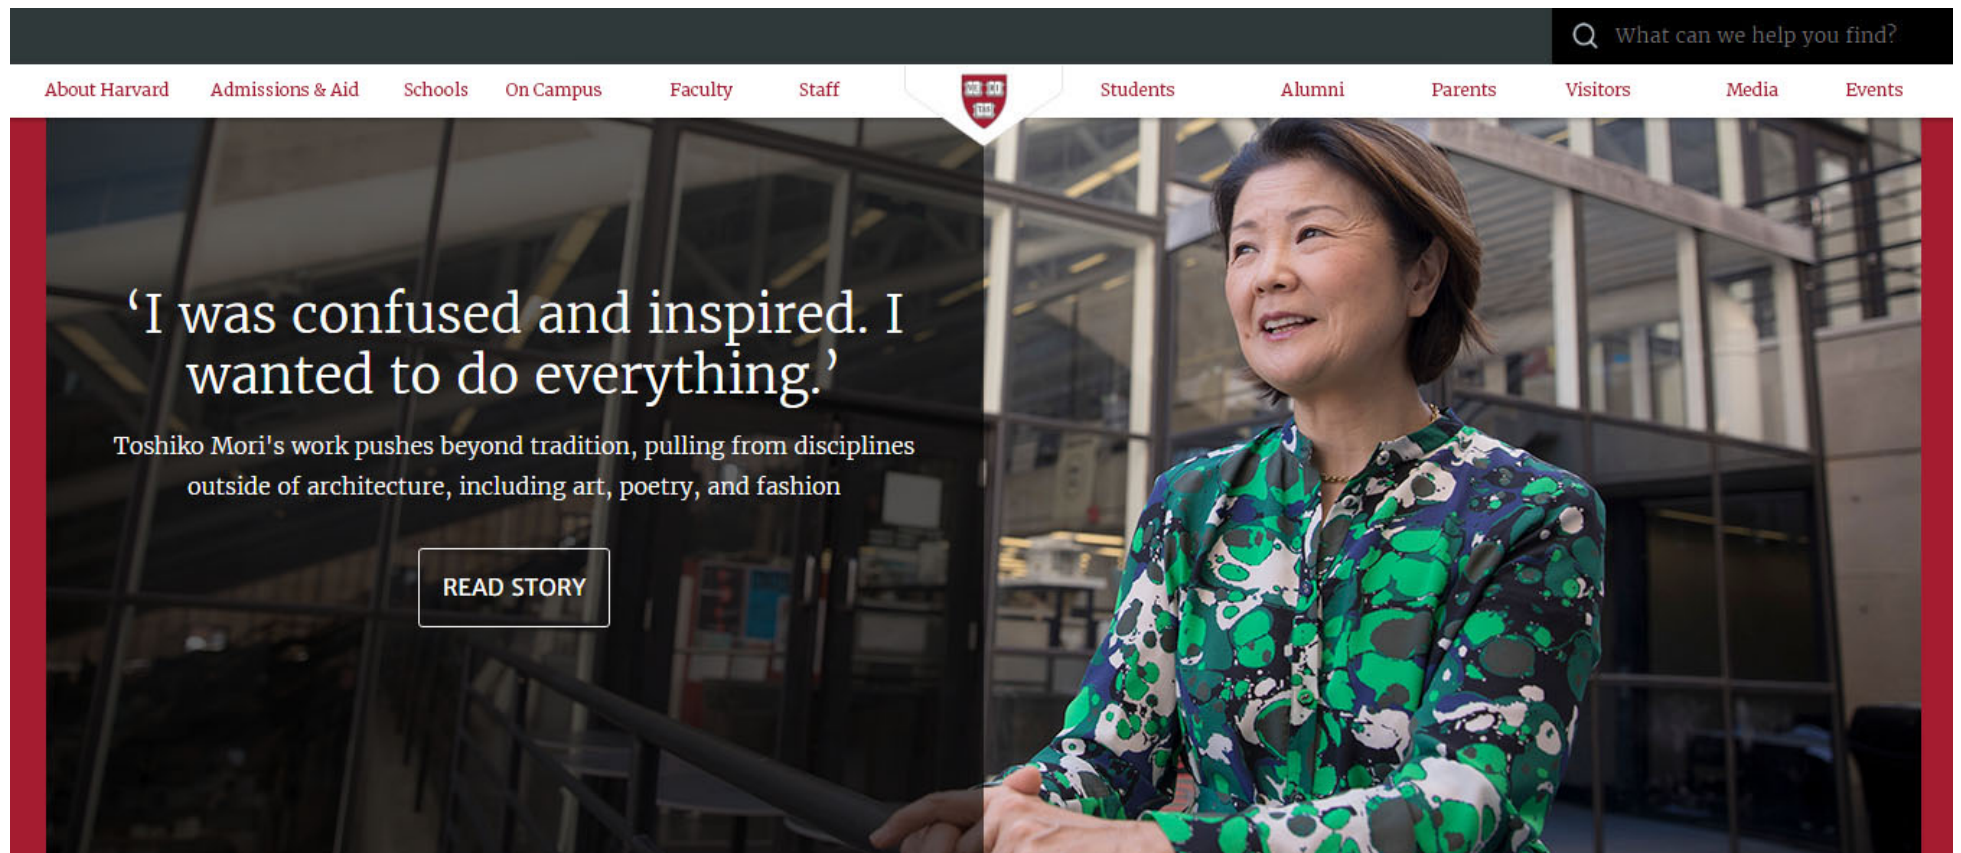 What can we help you find?
About Harvard Admissions & Aid Schools On Campus Faculty Staff Students Alumni Parents Visitors Media Events
‘I was confused and inspired. I
wanted to do everything.’
Toshiko Mori's work pushes beyond tradition, pulling from disciplines
outside of architecture, including art, poetry, and fashion
READ STORY